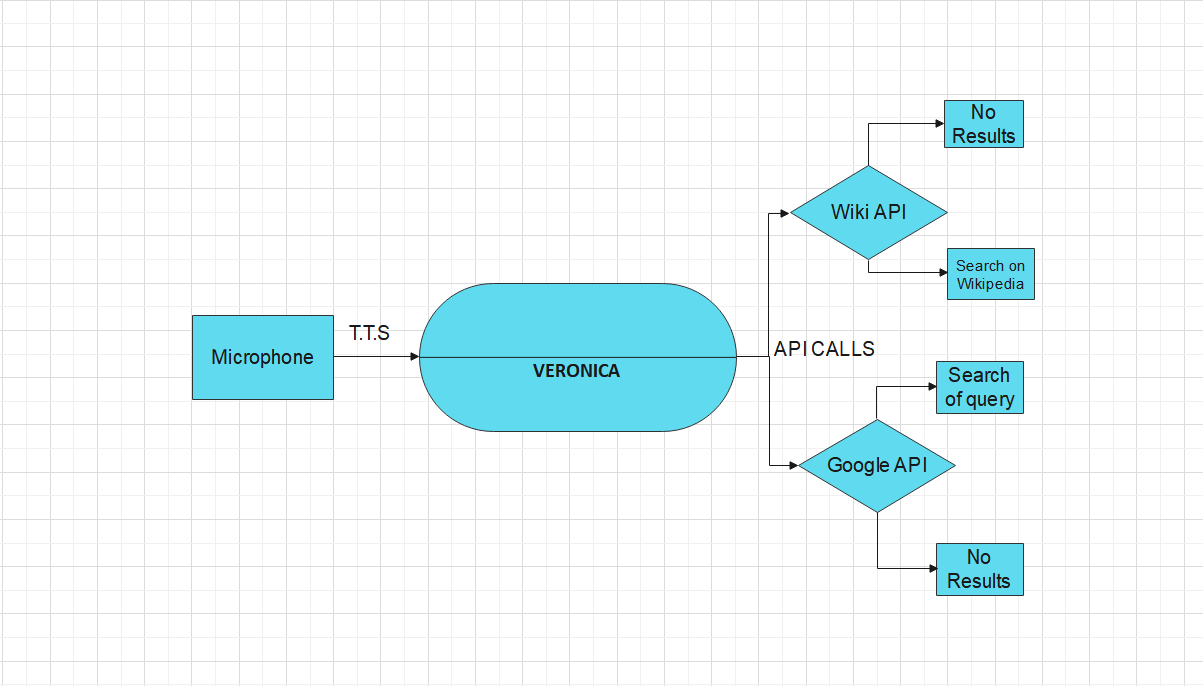 No
Results
Wiki API
Search on
Wikipedia
T.T.S
Microphone
VERONICA
API CALLS
Search
of query
Google API
No
Results